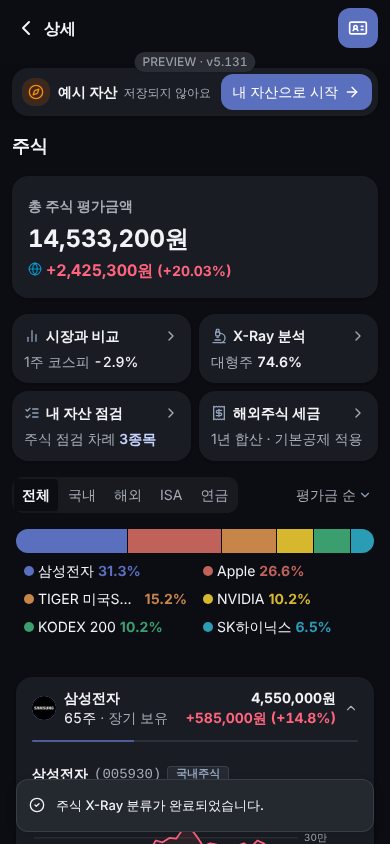 상세
PREVIEW · v5.131
예시 자산 저장되지 않아요 내 자산으로 시작
주식
총 주식 평가금액
14,533,200원
+2,425,300원 (+20.03%)
시장과 비교
1주 코스피 -2.9%
X-Ray 분석
대형주 74.6%
내 자산 점검
주식 점검 차례 3종목
해외주식 세금
1년 합산 · 기본공제 적용
전체 국내 해외 ISA 연금 평가금 순
삼성전자 31.3% Apple 26.6%
TIGER 미국S... 15.2% NVIDIA 10.2%
KODEX 200 10.2% SK하이닉스 6.5%
SAMSUNG
삼성전자 4,550,000원
65주 · 장기 보유 +585,000원 (+14.8%)
삼성전자 (005930) 국내주식
주식 X-Ray 분류가 완료되었습니다.
30만